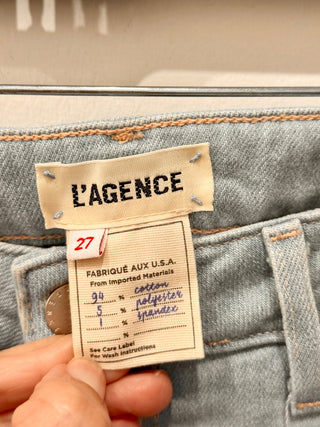 L'AGENCE
27
FABRIQUÉ AUX U.S.A.
From Imported Materials
94 % cotton
5 % polyester
1 % spandex
%
See Care Label
For Wash Instructions